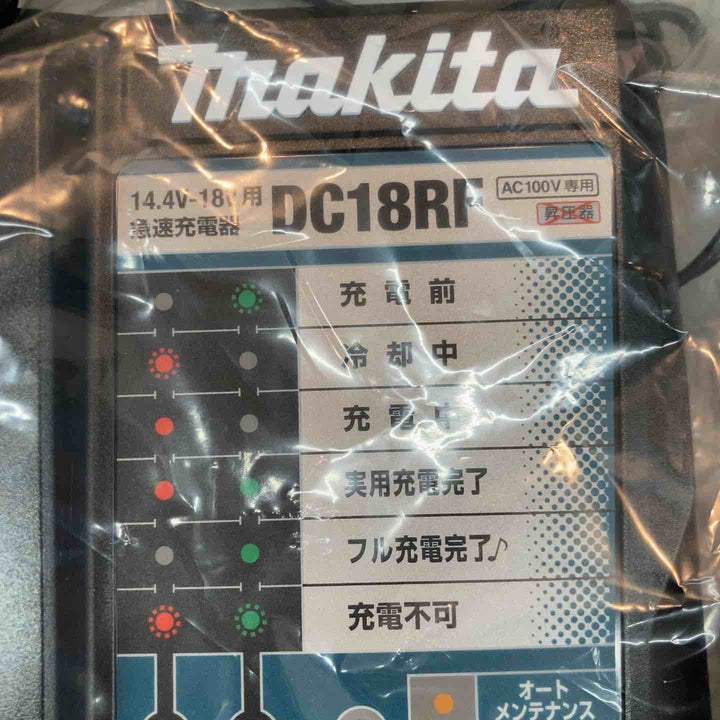 makita
14.4V-18V用
急速充電器
DC18RF
AC100V専用
昇圧器
充電前
冷却中
充電中
実用充電完了
フル充電完了♪
充電不可
オート
メンテナンス